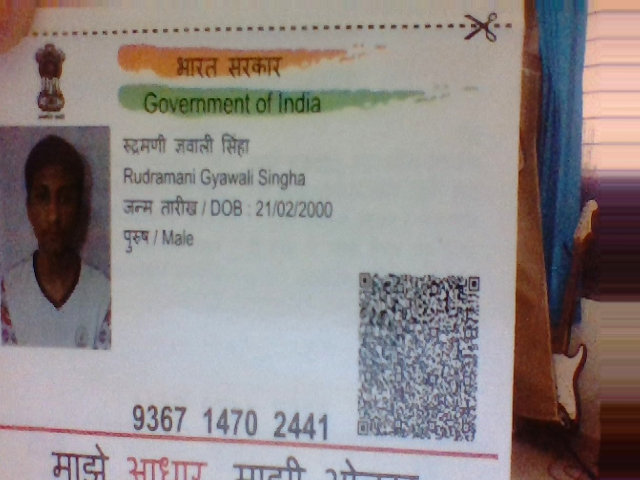 भारत सरकार
Government of India
रुद्रमणी ज्ञवाली सिंहा
Rudramani Gyawali Singha
जन्म तारीख / DOB : 21/02/2000
पुरुष / Male
9367 1470 2441
माझे आधार, माझी